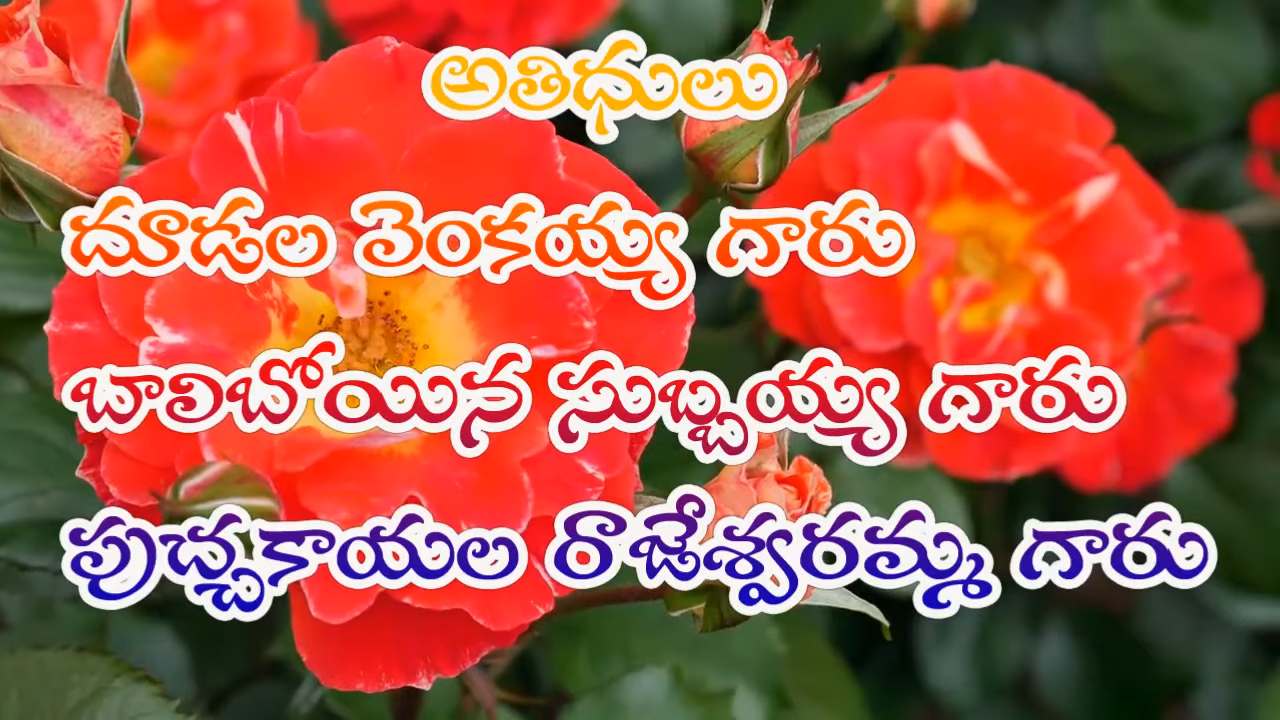 అతిధులు
దూడల వెంకయ్య గారు
బాలిబోయిన సుబ్బయ్య గారు
పుచ్చకాయల రాజేశ్వరమ్మ గారు